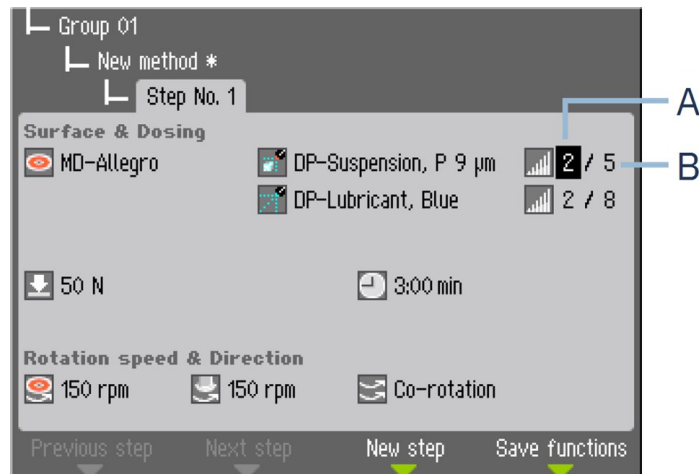 Group 01
New method *
Step No. 1
Surface & Dosing
MD-Allegro DP-Suspension, P 9 µm 2 / 5
DP-Lubricant, Blue 2 / 8
50 N 3:00 min
Rotation speed & Direction
150 rpm 150 rpm Co-rotation
Previous step Next step New step Save functions
A
B